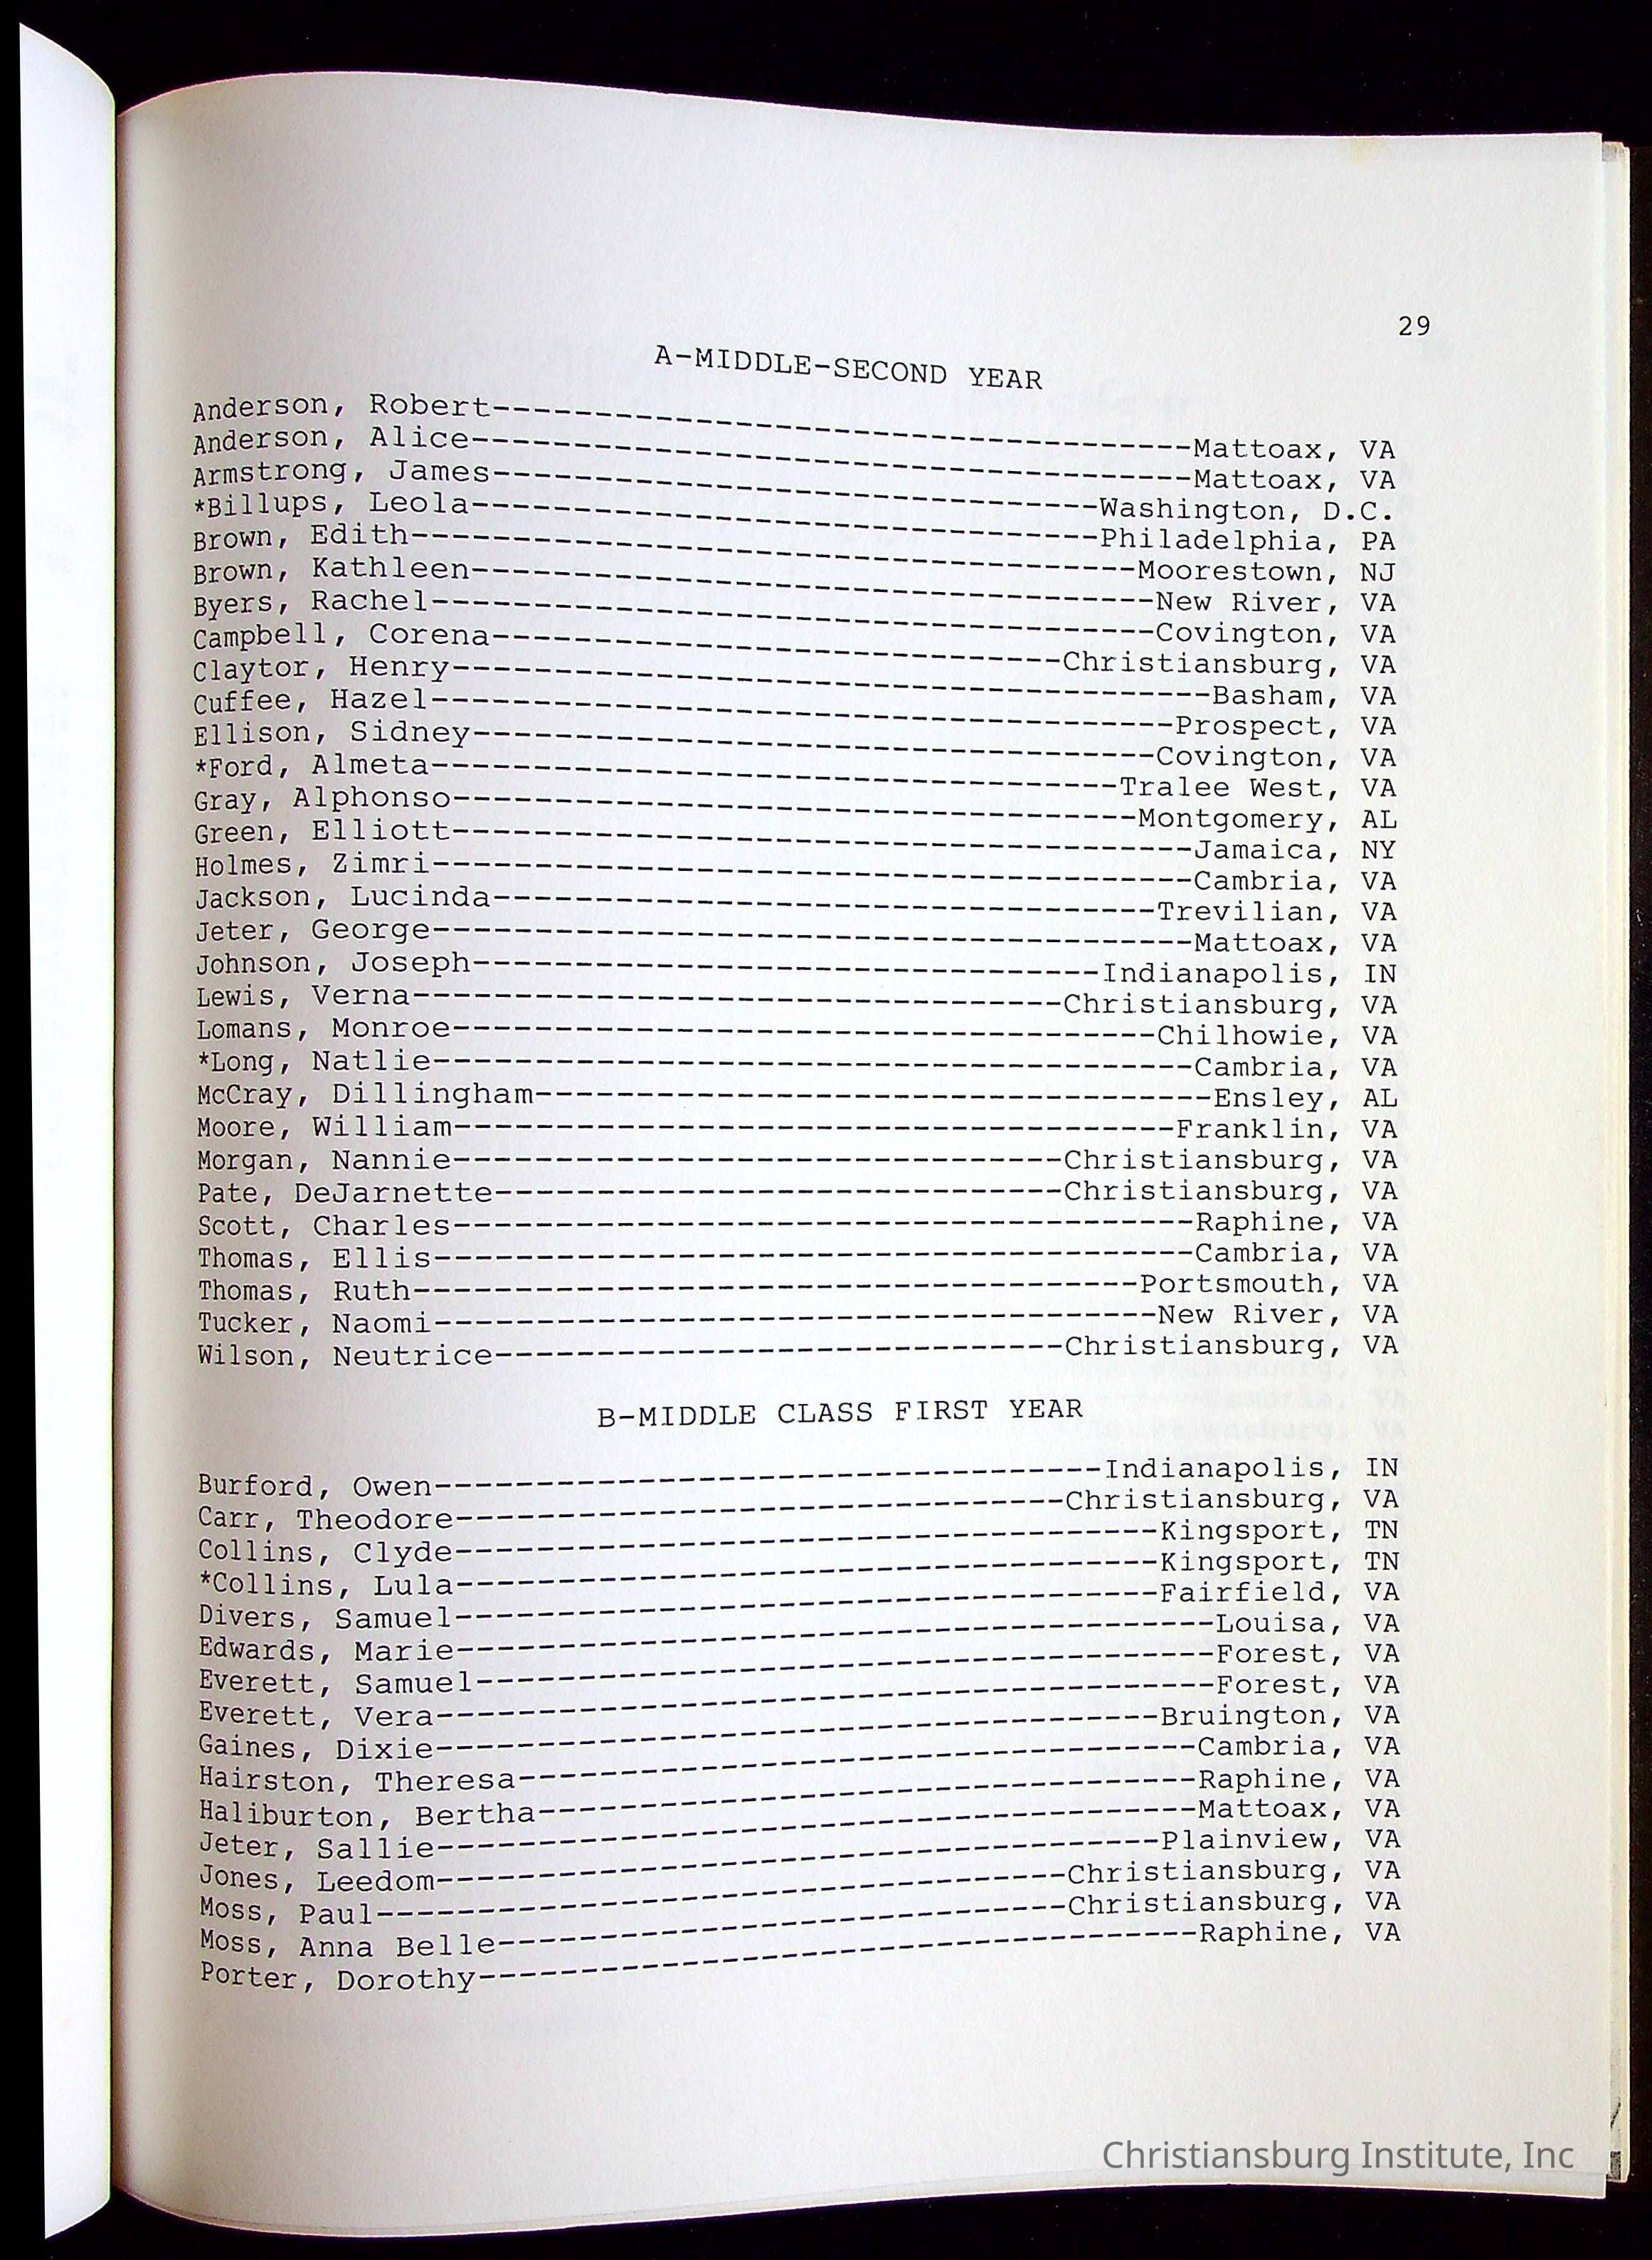 29
A-MIDDLE-SECOND YEAR
Anderson, Robert------------------------------------Mattoax, VA
Anderson, Alice-------------------------------------Mattoax, VA
Armstrong, James-------------------------------Washington, D.C.
*Billups, Leola--------------------------------Philadelphia, PA
Brown, Edith-------------------------------------Moorestown, NJ
Brown, Kathleen-----------------------------------New River, VA
Byers, Rachel-------------------------------------Covington, VA
Campbell, Corena-----------------------------Christiansburg, VA
Claytor, Henry---------------------------------------Basham, VA
Cuffee, Hazel--------------------------------------Prospect, VA
Ellison, Sidney-----------------------------------Covington, VA
*Ford, Almeta-----------------------------------Tralee West, VA
Gray, Alphonso-----------------------------------Montgomery, AL
Green, Elliott--------------------------------------Jamaica, NY
Holmes, Zimri---------------------------------------Cambria, VA
Jackson, Lucinda----------------------------------Trevilian, VA
Jeter, George---------------------------------------Mattoax, VA
Johnson, Joseph--------------------------------Indianapolis, IN
Lewis, Verna---------------------------------Christiansburg, VA
Lomans, Monroe------------------------------------Chilhowie, VA
*Long, Natlie---------------------------------------Cambria, VA
McCray, Dillingham-----------------------------------Ensley, AL
Moore, William-------------------------------------Franklin, VA
Morgan, Nannie-------------------------------Christiansburg, VA
Pate, DeJarnette-----------------------------Christiansburg, VA
Scott, Charles--------------------------------------Raphine, VA
Thomas, Ellis---------------------------------------Cambria, VA
Thomas, Ruth-------------------------------------Portsmouth, VA
Tucker, Naomi-------------------------------------New River, VA
Wilson, Neutrice-----------------------------Christiansburg, VA
B-MIDDLE CLASS FIRST YEAR
Burford, Owen----------------------------------Indianapolis, IN
Carr, Theodore-------------------------------Christiansburg, VA
Collins, Clyde------------------------------------Kingsport, TN
*Collins, Lula------------------------------------Kingsport, TN
Divers, Samuel------------------------------------Fairfield, VA
Edwards, Marie---------------------------------------Louisa, VA
Everett, Samuel--------------------------------------Forest, VA
Everett, Vera----------------------------------------Forest, VA
Gaines, Dixie-------------------------------------Bruington, VA
Hairston, Theresa-----------------------------------Cambria, VA
Haliburton, Bertha----------------------------------Raphine, VA
Jeter, Sallie---------------------------------------Mattoax, VA
Jones, Leedom-------------------------------------Plainview, VA
Moss, Paul-----------------------------------Christiansburg, VA
Moss, Anna Belle-----------------------------Christiansburg, VA
Porter, Dorothy-------------------------------------Raphine, VA
Christiansburg Institute, Inc